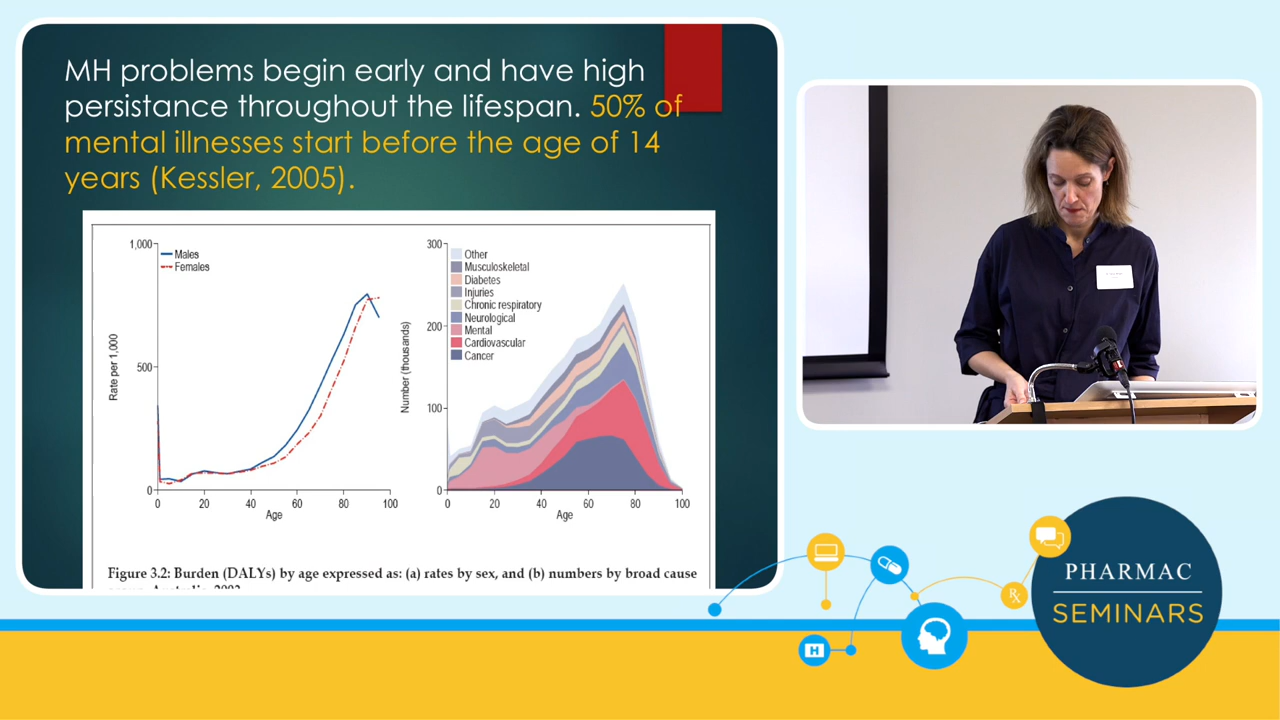 MH problems begin early and have high
persistance throughout the lifespan. 50% of
mental illnesses start before the age of 14
years (Kessler, 2005).
1,000
500
0
Males
Females
Rate per 1,000
0 20 40 60 80 100
Age
300
200
100
0
Other
Musculoskeletal
Diabetes
Injuries
Chronic respiratory
Neurological
Mental
Cardiovascular
Cancer
Number (thousands)
0 20 40 60 80 100
Age
Figure 3.2: Burden (DALYs) by age expressed as: (a) rates by sex, and (b) numbers by broad cause
H
Rx
PHARMAC
SEMINARS